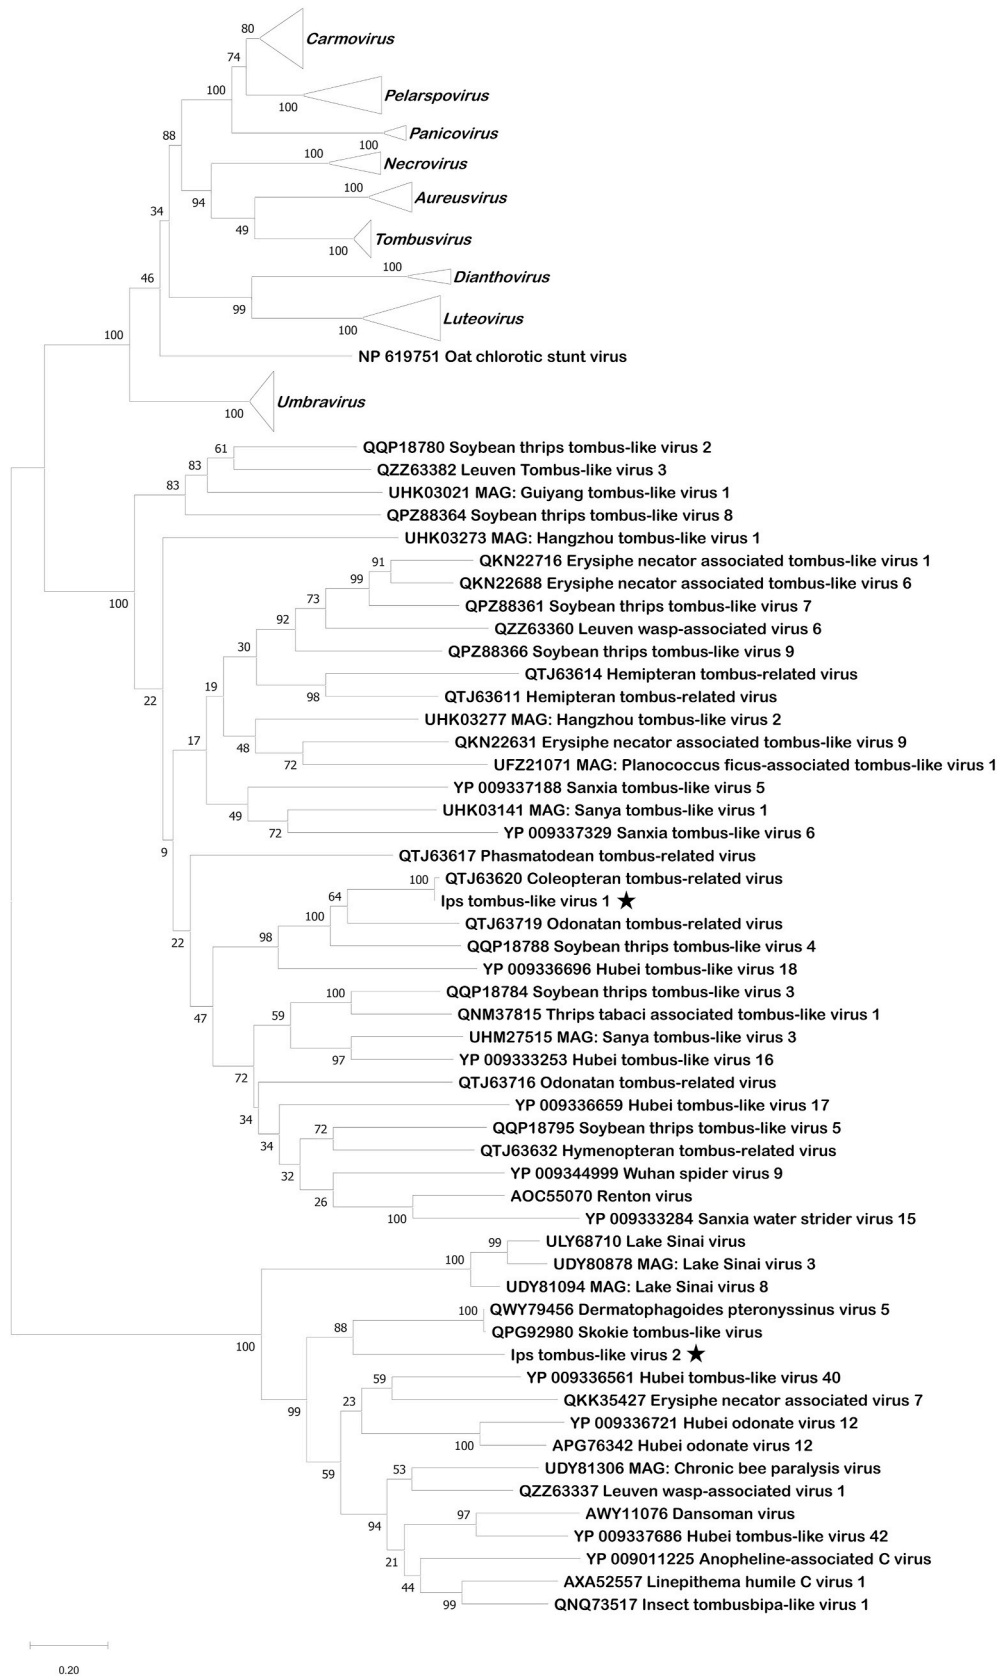 80
Carmovirus
74
100
Pelarspovirus
100
Panicovirus
100
88
100
Necrovirus
100
Aureusvirus
94
49
Tombusvirus
100
34
100
Dianthovirus
46
99
Luteovirus
100
100
NP 619751 Oat chlorotic stunt virus
Umbravirus
100
61
QQP18780 Soybean thrips tombus-like virus 2
83
QZZ63382 Leuven Tombus-like virus 3
83
UHK03021 MAG: Guiyang tombus-like virus 1
QPZ88364 Soybean thrips tombus-like virus 8
UHK03273 MAG: Hangzhou tombus-like virus 1
91
QKN22716 Erysiphe necator associated tombus-like virus 1
99
QKN22688 Erysiphe necator associated tombus-like virus 6
100
73
QPZ88361 Soybean thrips tombus-like virus 7
92
QZZ63360 Leuven wasp-associated virus 6
30
QPZ88366 Soybean thrips tombus-like virus 9
QTJ63614 Hemipteran tombus-related virus
19
98
QTJ63611 Hemipteran tombus-related virus
22
UHK03277 MAG: Hangzhou tombus-like virus 2
17
48
QKN22631 Erysiphe necator associated tombus-like virus 9
72
UFZ21071 MAG: Planococcus ficus-associated tombus-like virus 1
YP 009337188 Sanxia tombus-like virus 5
49
UHK03141 MAG: Sanya tombus-like virus 1
72
YP 009337329 Sanxia tombus-like virus 6
9
QTJ63617 Phasmatodean tombus-related virus
100
QTJ63620 Coleopteran tombus-related virus
64
Ips tombus-like virus 1 ★
100
QTJ63719 Odonatan tombus-related virus
22
98
QQP18788 Soybean thrips tombus-like virus 4
YP 009336696 Hubei tombus-like virus 18
100
QQP18784 Soybean thrips tombus-like virus 3
47
59
QNM37815 Thrips tabaci associated tombus-like virus 1
UHM27515 MAG: Sanya tombus-like virus 3
97
YP 009333253 Hubei tombus-like virus 16
72
QTJ63716 Odonatan tombus-related virus
34
YP 009336659 Hubei tombus-like virus 17
72
QQP18795 Soybean thrips tombus-like virus 5
34
QTJ63632 Hymenopteran tombus-related virus
32
YP 009344999 Wuhan spider virus 9
26
AOC55070 Renton virus
100
YP 009333284 Sanxia water strider virus 15
99
ULY68710 Lake Sinai virus
100
UDY80878 MAG: Lake Sinai virus 3
UDY81094 MAG: Lake Sinai virus 8
100
QWY79456 Dermatophagoides pteronyssinus virus 5
88
QPG92980 Skokie tombus-like virus
100
Ips tombus-like virus 2 ★
59
YP 009336561 Hubei tombus-like virus 40
23
QKK35427 Erysiphe necator associated virus 7
99
YP 009336721 Hubei odonate virus 12
100
APG76342 Hubei odonate virus 12
59
53
UDY81306 MAG: Chronic bee paralysis virus
QZZ63337 Leuven wasp-associated virus 1
94
97
AWY11076 Dansoman virus
YP 009337686 Hubei tombus-like virus 42
21
YP 009011225 Anopheline-associated C virus
44
AXA52557 Linepithema humile C virus 1
99
QNQ73517 Insect tombusbipa-like virus 1
0.20